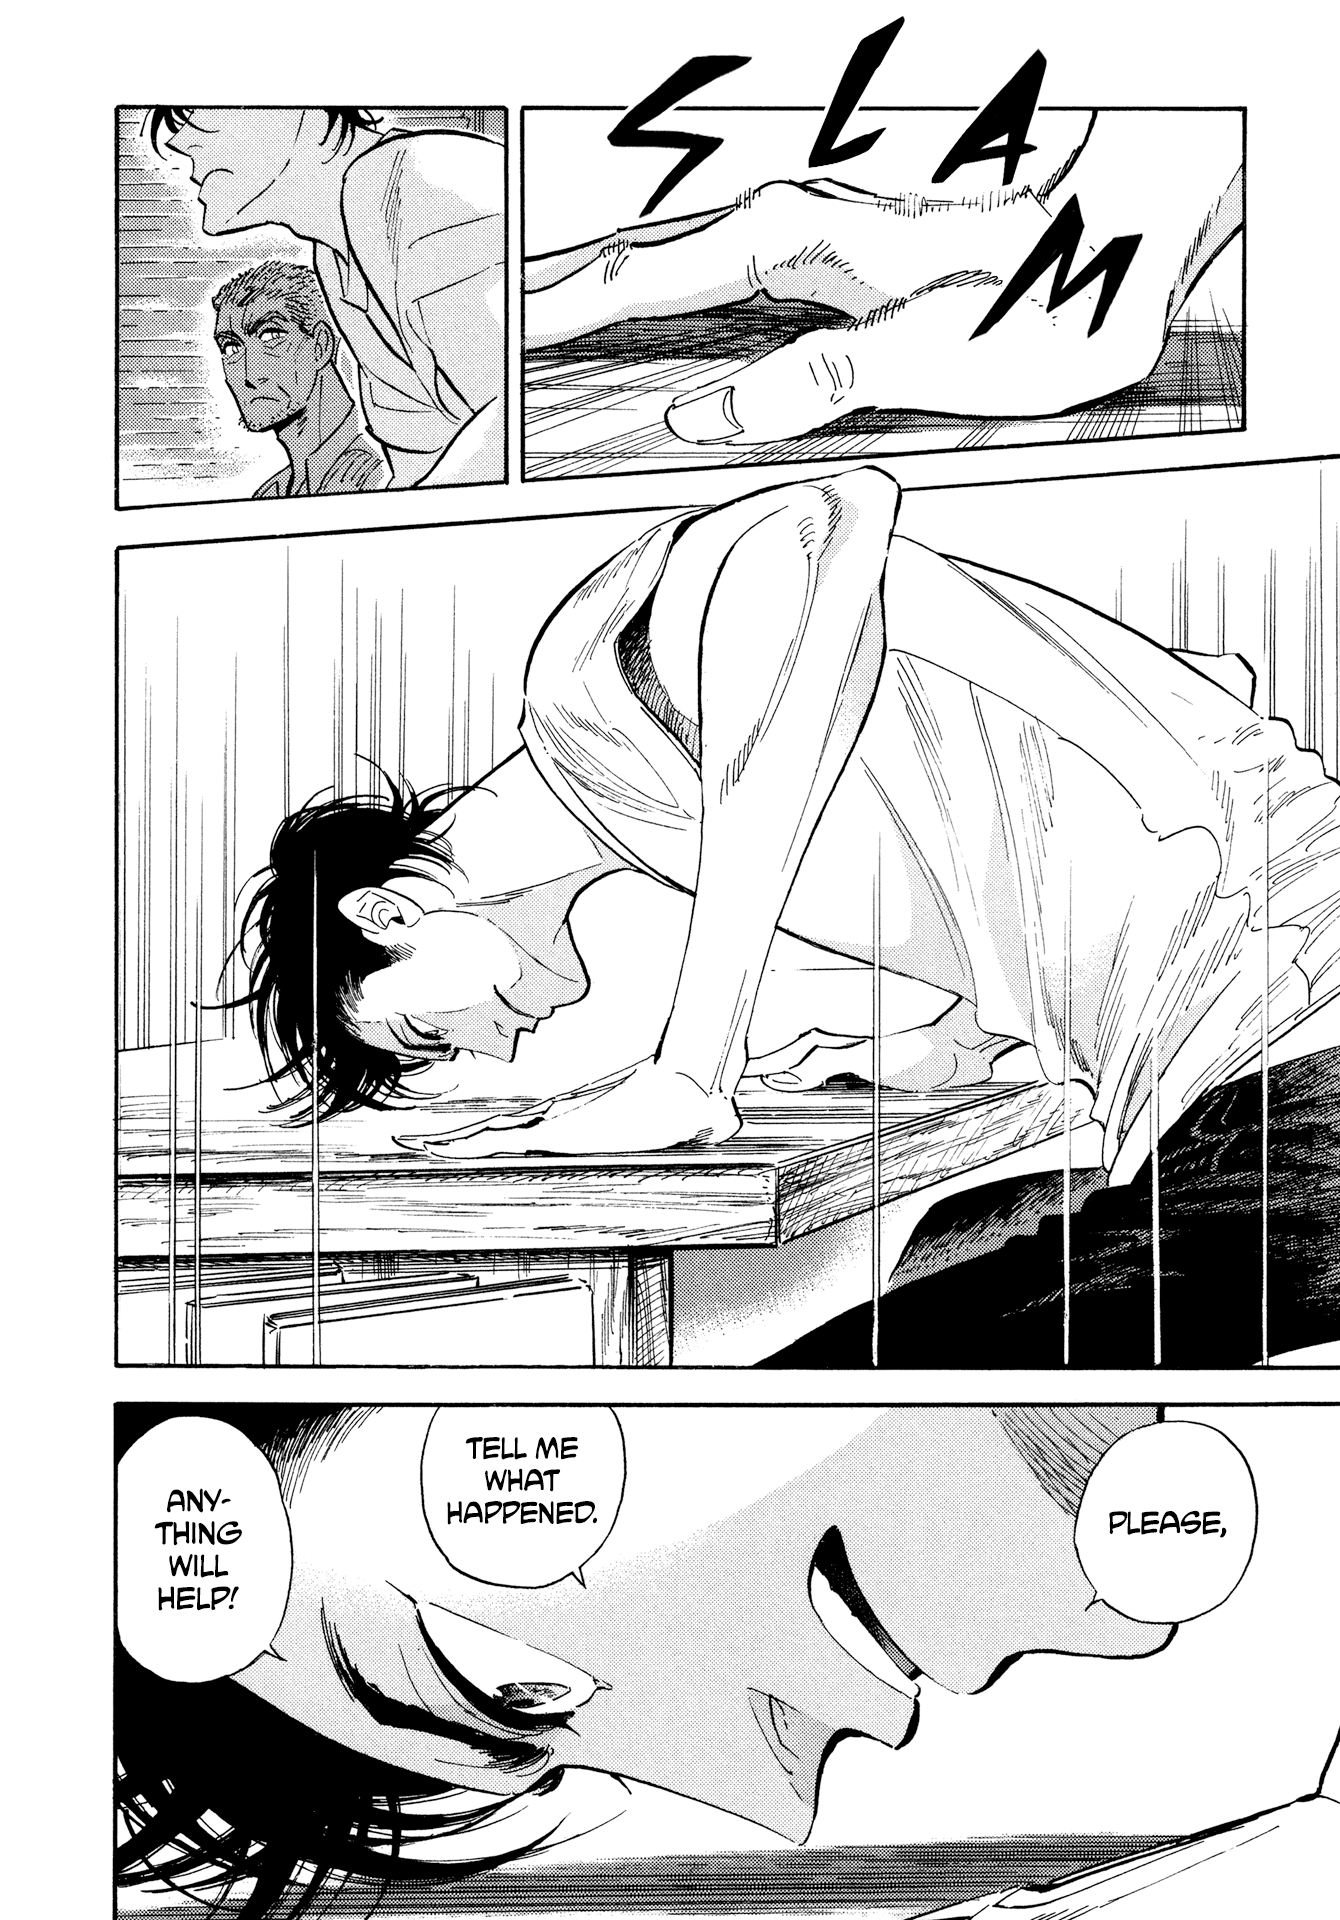 SLAM
PLEASE,
TELL ME
WHAT
HAPPENED.
ANY-
THING
WILL
HELP!